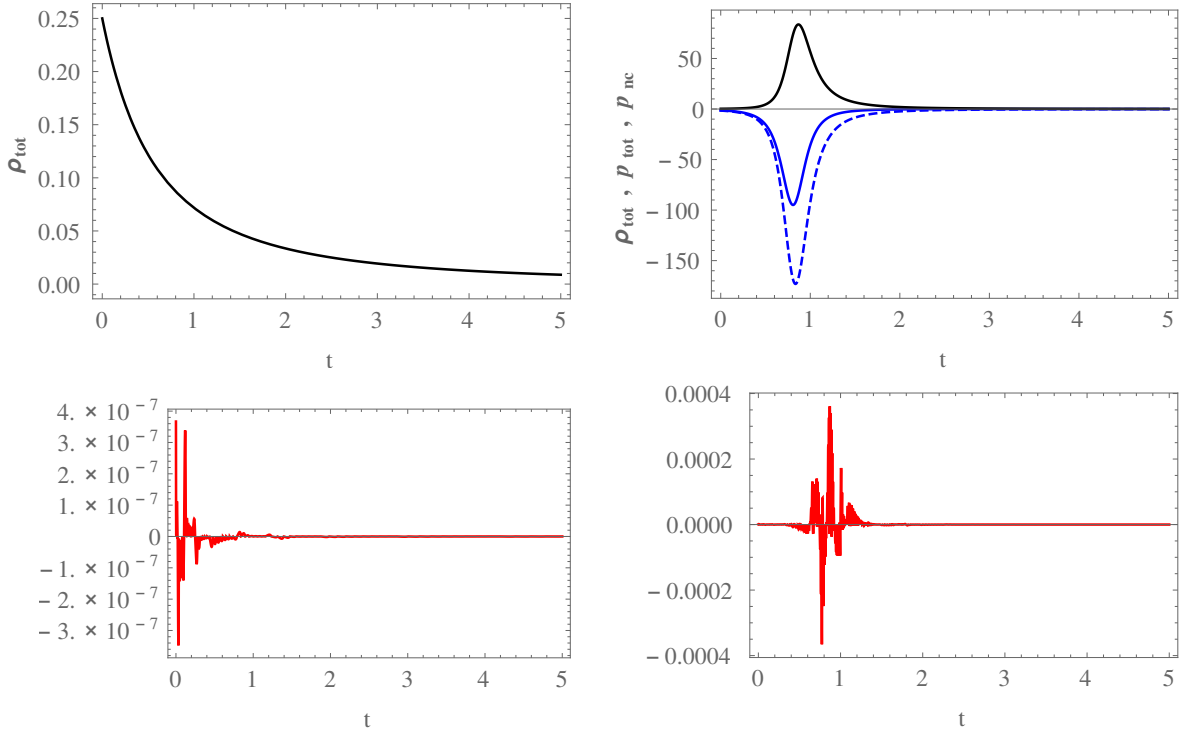 0.25
0.20
0.15
0.10
0.05
0.00
ρtot
0 1 2 3 4 5
t
50
0
− 50
− 100
− 150
ρtot , ptot , pnc
0 1 2 3 4 5
t
4. × 10⁻⁷
3. × 10⁻⁷
2. × 10⁻⁷
1. × 10⁻⁷
0
− 1. × 10⁻⁷
− 2. × 10⁻⁷
− 3. × 10⁻⁷
0 1 2 3 4 5
t
0.0004
0.0002
0.0000
− 0.0002
− 0.0004
0 1 2 3 4 5
t